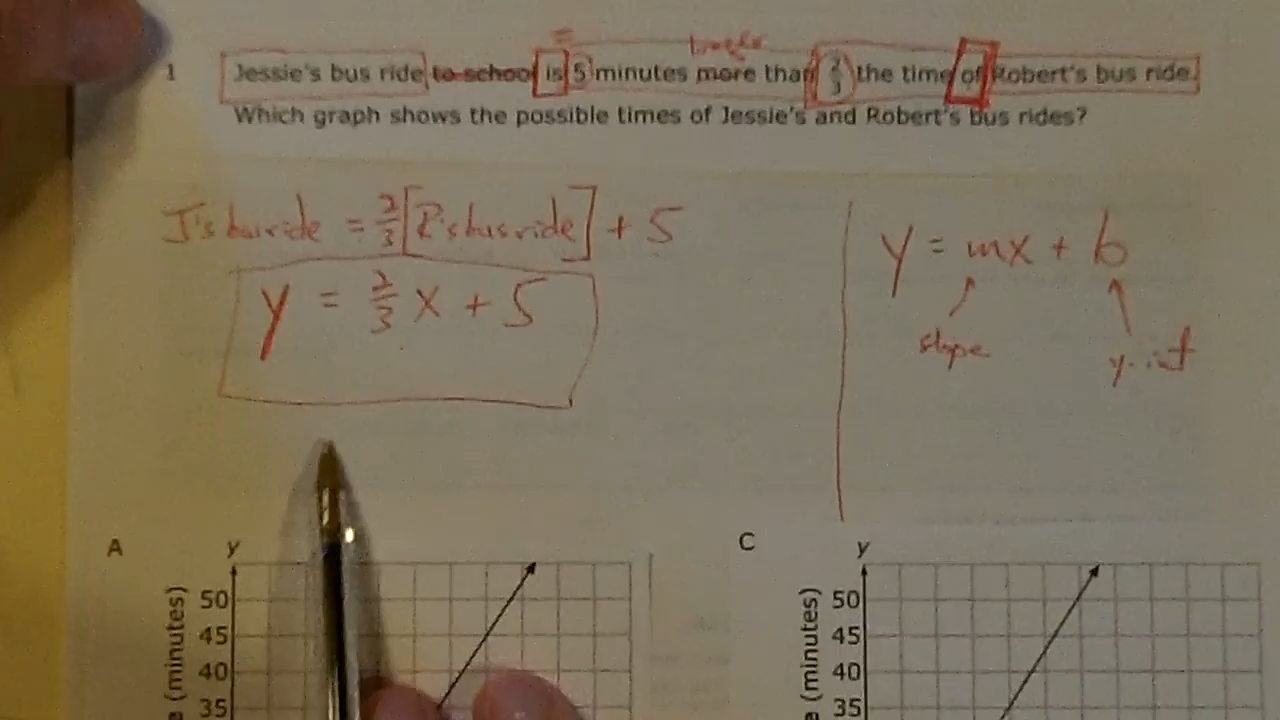 =
1 Jessie's bus ride to school is 5 minutes more than 2/3 the time of Robert's bus ride.
Which graph shows the possible times of Jessie's and Robert's bus rides?
J's bus ride = 2/3 [R's bus ride] + 5
y = 2/3 x + 5
y = mx + b
slope
y-int
A
y
50
45
40
35
(minutes)
C
y
50
45
40
35
(minutes)